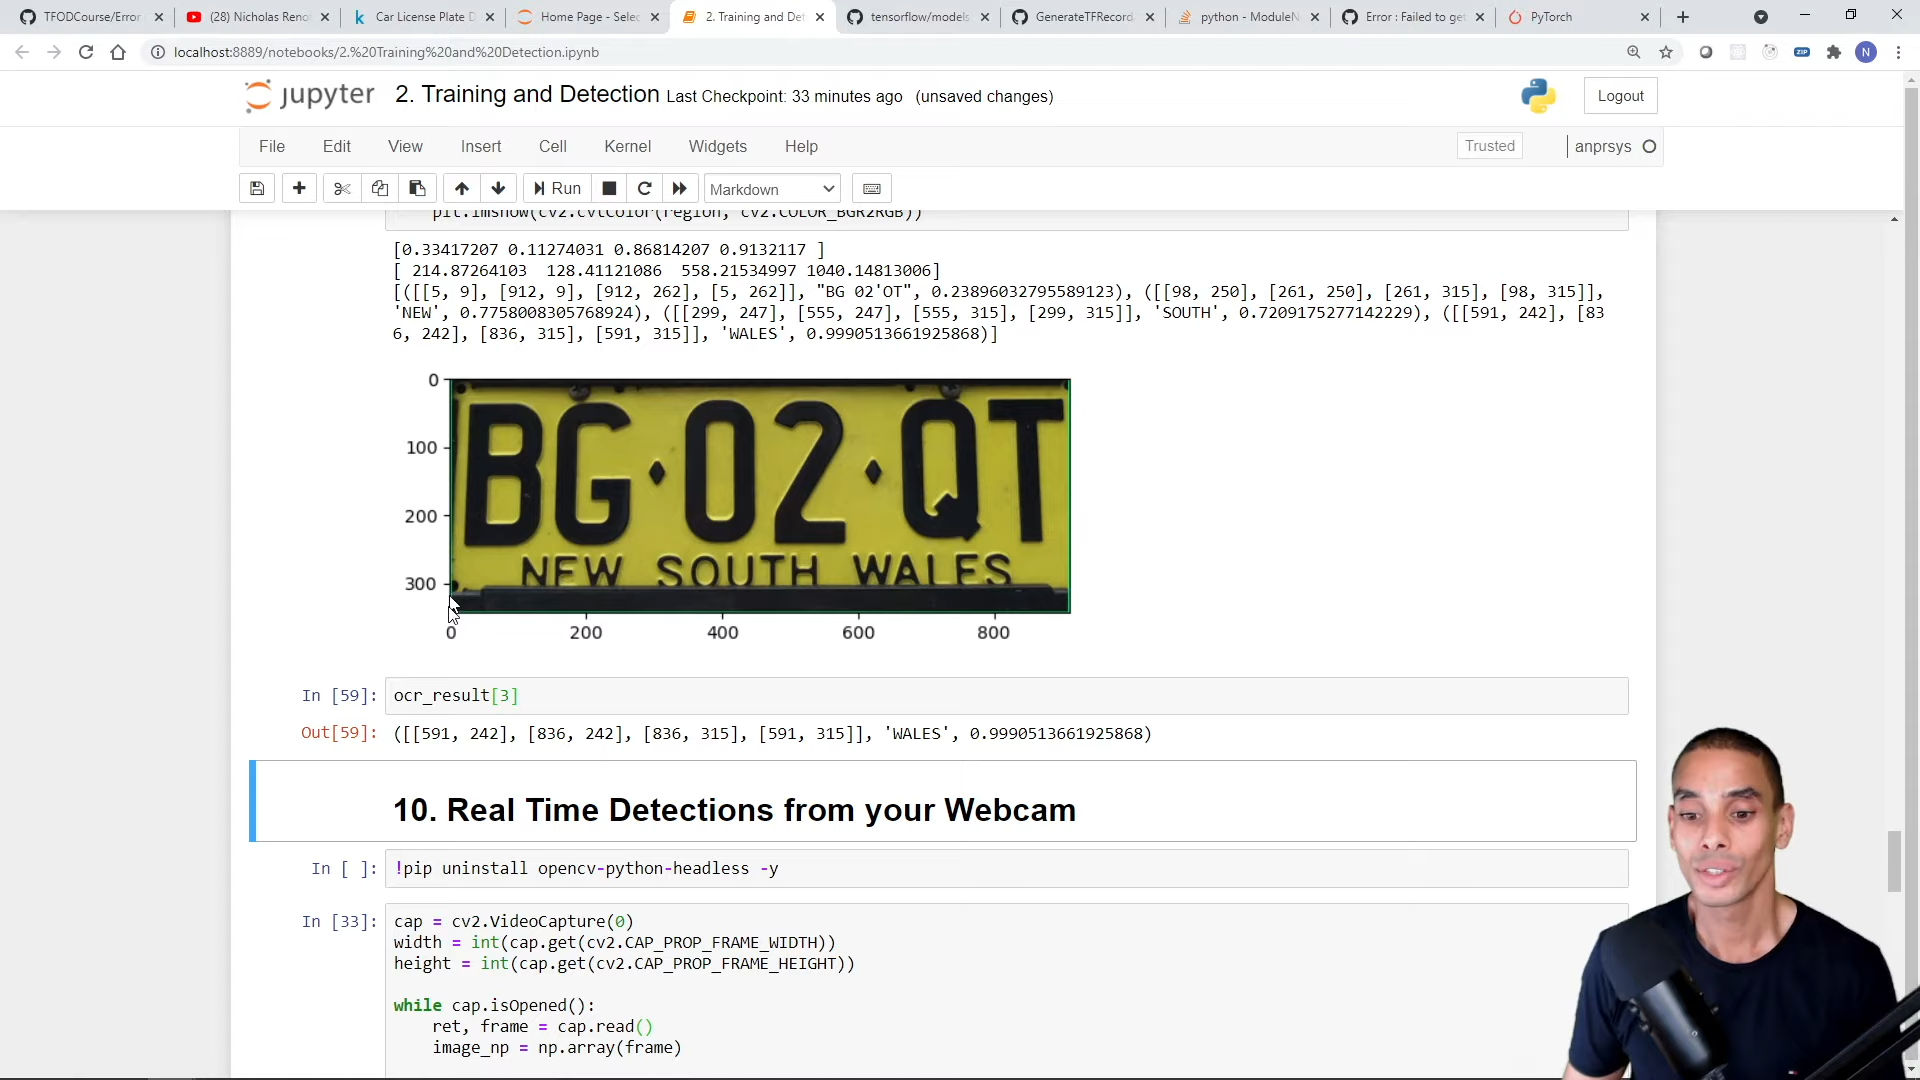 TFODCourse/Error
(28) Nicholas Reno
Car License Plate D
Home Page - Selec
2. Training and Det
tensorflow/models
GenerateTFRecord
python - ModuleN
Error : Failed to get
PyTorch
localhost:8889/notebooks/2.%20Training%20and%20Detection.ipynb
ZIP
N
jupyter 2. Training and Detection Last Checkpoint: 33 minutes ago (unsaved changes)
Logout
File Edit View Insert Cell Kernel Widgets Help
Trusted
anprsys
Run
Markdown
plt.imshow(cv2.cvtColor(region, cv2.COLOR_BGR2RGB))
[0.33417207 0.11274031 0.86814207 0.9132117 ]
[ 214.87264103 128.41121086 558.21534997 1040.14813006]
[([[5, 9], [912, 9], [912, 262], [5, 262]], "BG 02'OT", 0.23896032795589123), ([[98, 250], [261, 250], [261, 315], [98, 315]],
'NEW', 0.7758008305768924), ([[299, 247], [555, 247], [555, 315], [299, 315]], 'SOUTH', 0.7209175277142229), ([[591, 242], [83
6, 242], [836, 315], [591, 315]], 'WALES', 0.9990513661925868)]
0
100
200
300
BG·02·QT
NEW SOUTH WALES
0 200 400 600 800
In [59]: ocr_result[3]
Out[59]: ([[591, 242], [836, 242], [836, 315], [591, 315]], 'WALES', 0.9990513661925868)
10. Real Time Detections from your Webcam
In [ ]: !pip uninstall opencv-python-headless -y
In [33]: cap = cv2.VideoCapture(0)
width = int(cap.get(cv2.CAP_PROP_FRAME_WIDTH))
height = int(cap.get(cv2.CAP_PROP_FRAME_HEIGHT))
while cap.isOpened():
ret, frame = cap.read()
image_np = np.array(frame)